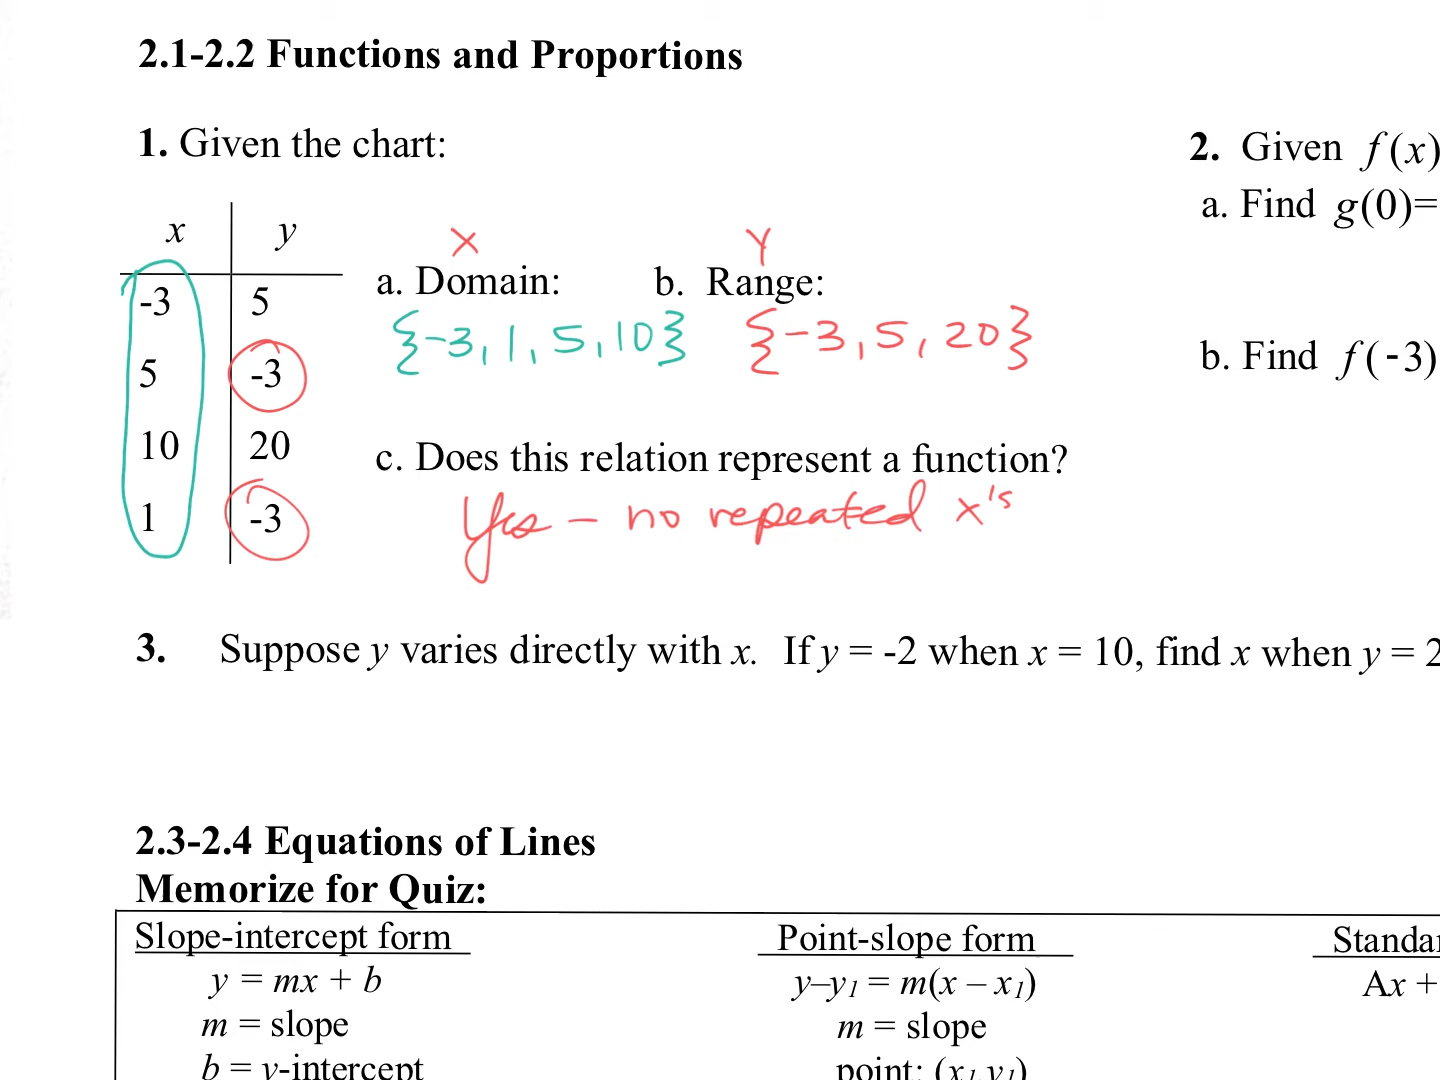 2.1-2.2 Functions and Proportions
1. Given the chart:
2. Given f(x)
a. Find g(0)=
x y
X Y
a. Domain: b. Range:
-3 5
{-3, 1, 5, 10} {-3, 5, 20}
5 -3
b. Find f(-3)
10 20
c. Does this relation represent a function?
1 -3
Yes - no repeated x's
3. Suppose y varies directly with x. If y = -2 when x = 10, find x when y = 2
2.3-2.4 Equations of Lines
Memorize for Quiz:
Slope-intercept form Point-slope form Standar
y = mx + b y–y₁ = m(x – x₁) Ax +
m = slope m = slope
b = y-intercept point: (x₁,y₁)